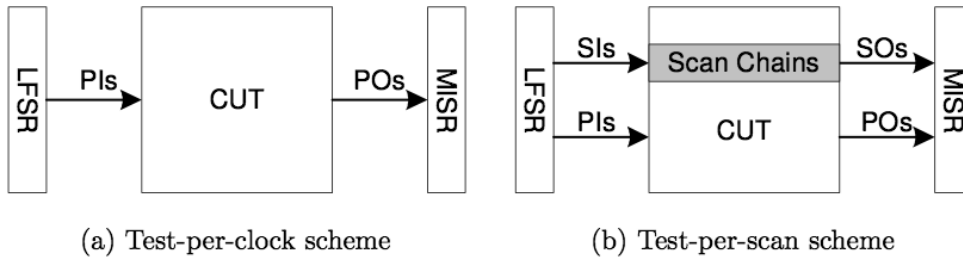 LFSR
PIs
CUT
POs
MISR
(a) Test-per-clock scheme
LFSR
SIs
PIs
Scan Chains
CUT
SOs
POs
MISR
(b) Test-per-scan scheme